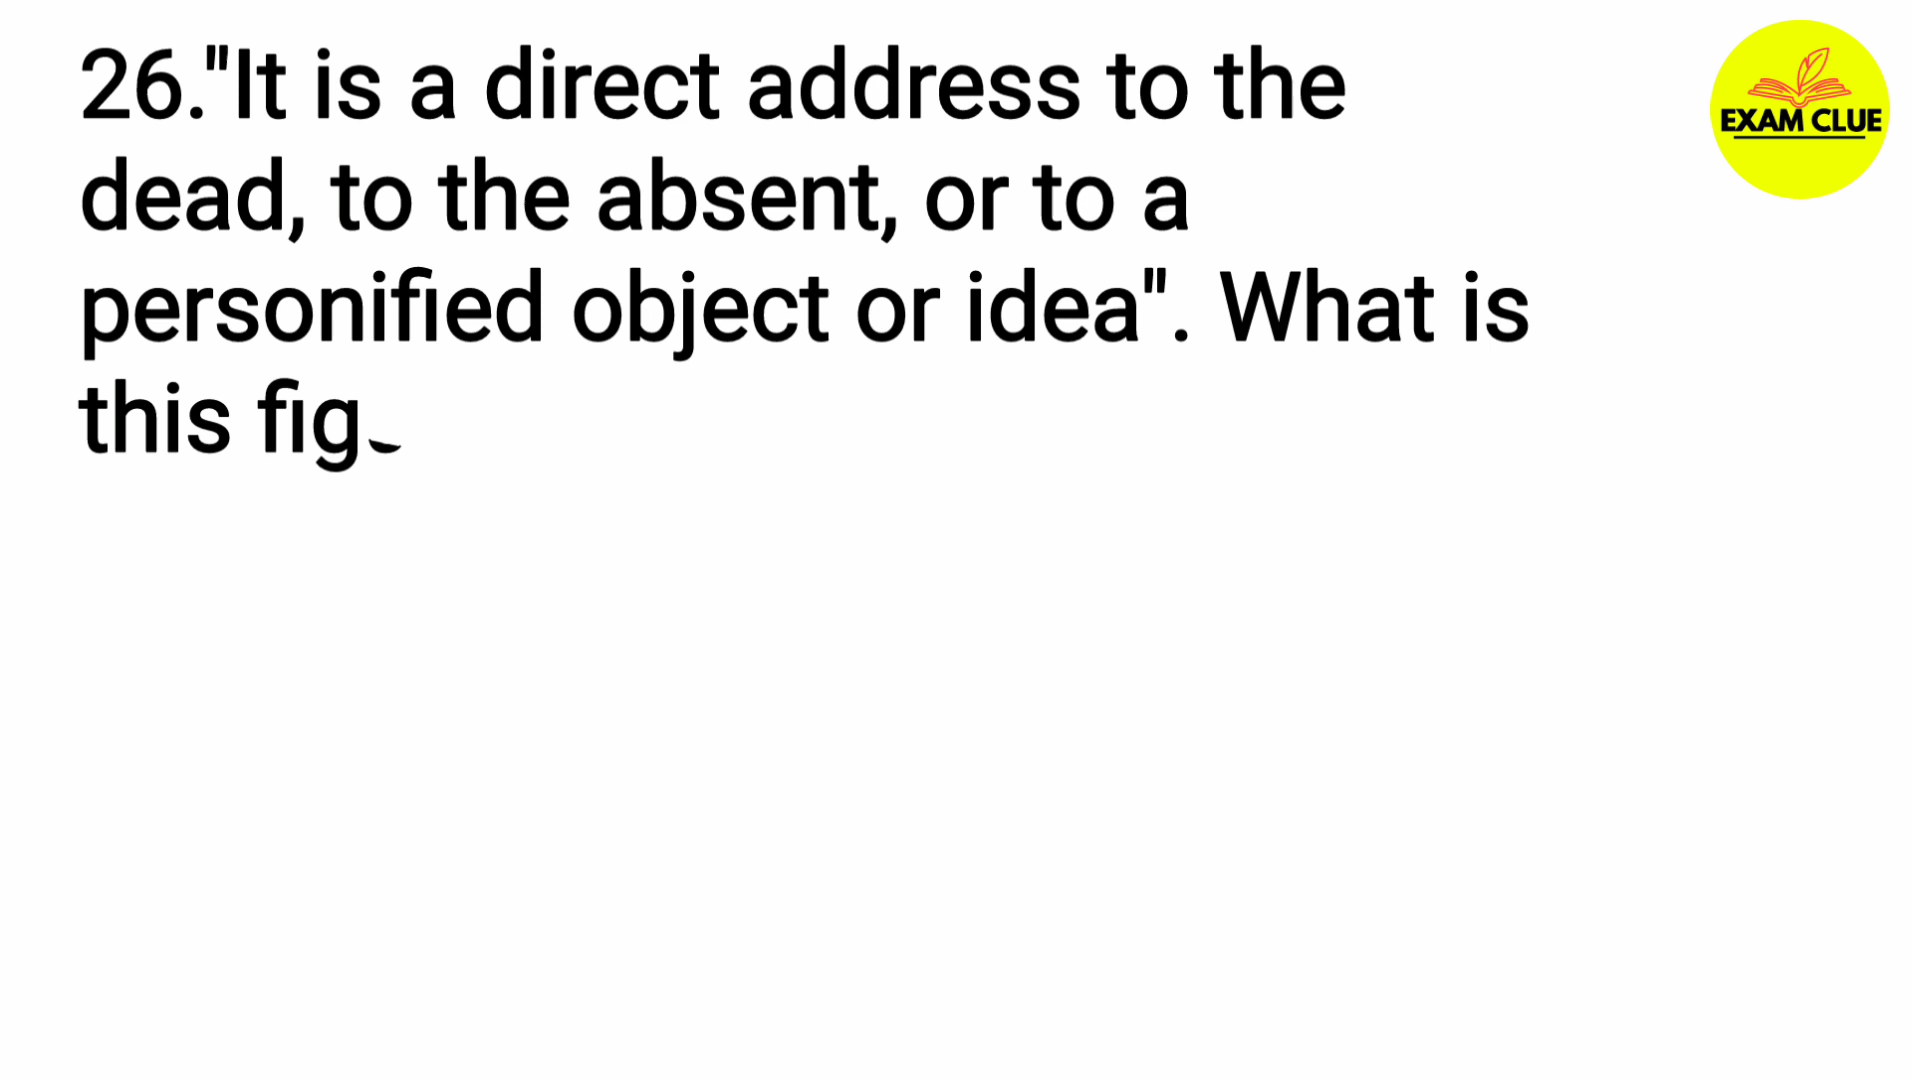 26."It is a direct address to the
dead, to the absent, or to a
personified object or idea". What is
this fig
EXAM CLUE